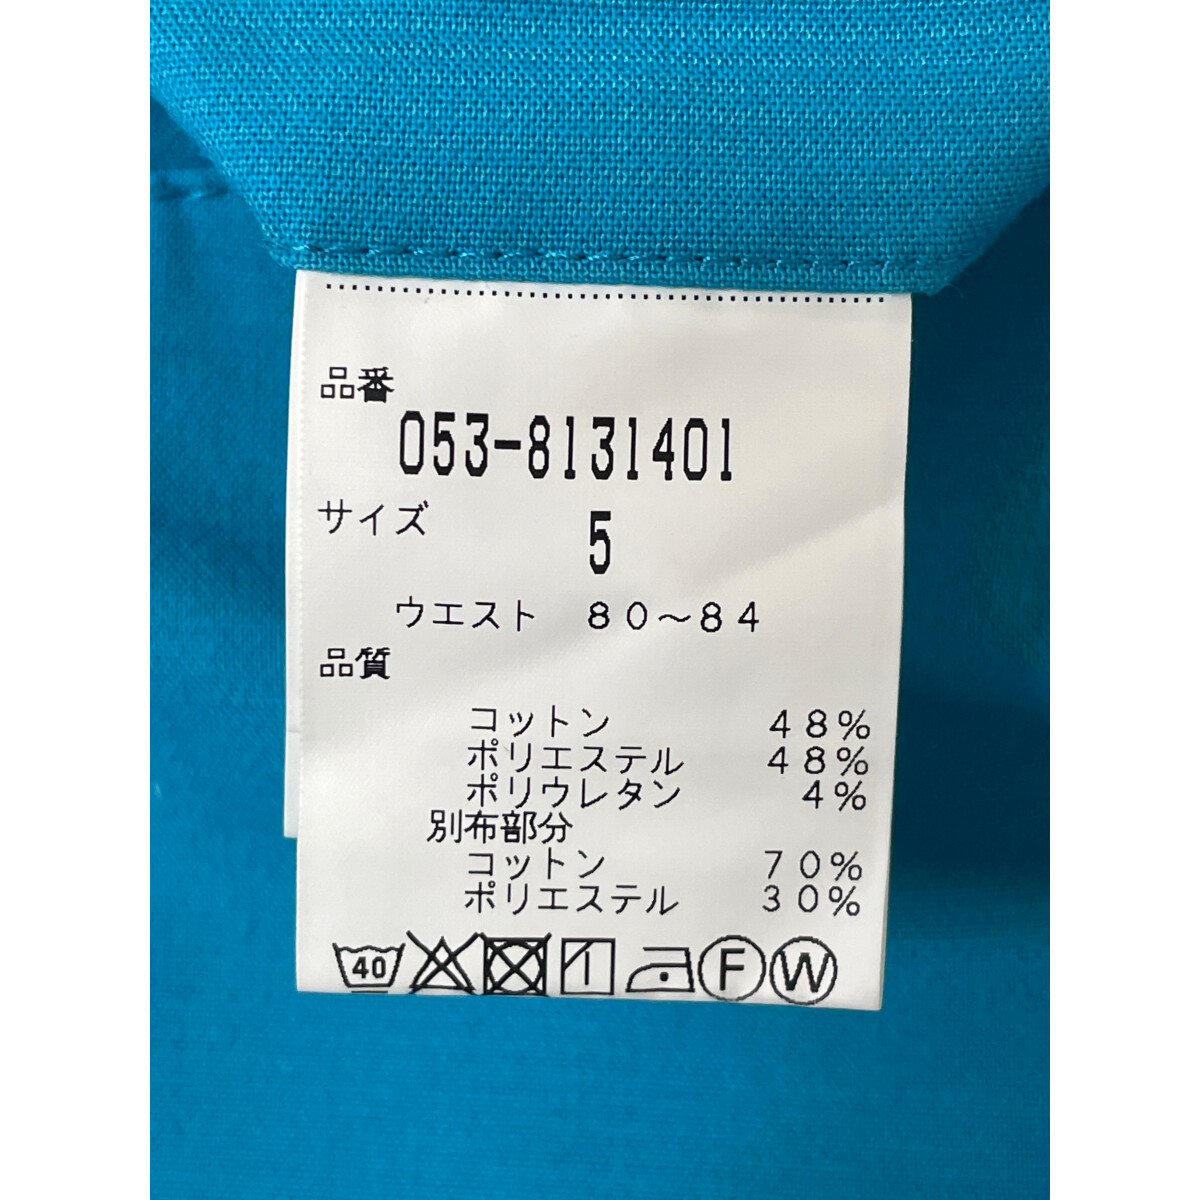 品番
053-8131401
サイズ 5
ウエスト 80～84
品質
コットン 48%
ポリエステル 48%
ポリウレタン 4%
別布部分
コットン 70%
ポリエステル 30%
40 F W